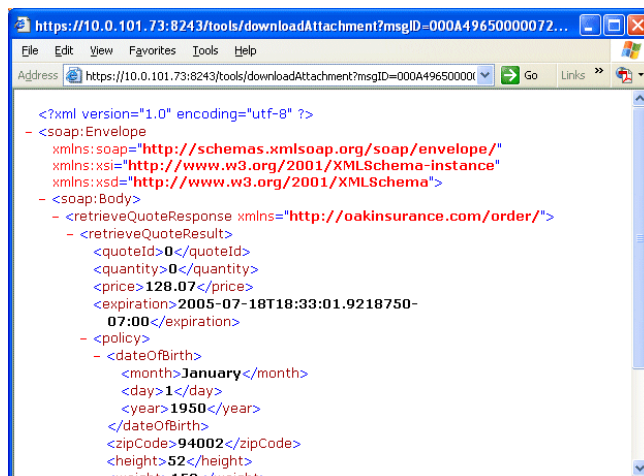 https://10.0.101.73:8243/tools/downloadAttachment?msgID=000A49650000072...
File Edit View Favorites Tools Help
Address https://10.0.101.73:8243/tools/downloadAttachment?msgID=000A4965000 Go Links »
<?xml version="1.0" encoding="utf-8" ?>
- <soap:Envelope
xmlns:soap="http://schemas.xmlsoap.org/soap/envelope/"
xmlns:xsi="http://www.w3.org/2001/XMLSchema-instance"
xmlns:xsd="http://www.w3.org/2001/XMLSchema">
- <soap:Body>
- <retrieveQuoteResponse xmlns="http://oakinsurance.com/order/">
- <retrieveQuoteResult>
<quoteId>0</quoteId>
<quantity>0</quantity>
<price>128.07</price>
<expiration>2005-07-18T18:33:01.9218750-
07:00</expiration>
- <policy>
- <dateOfBirth>
<month>January</month>
<day>1</day>
<year>1950</year>
</dateOfBirth>
<zipCode>94002</zipCode>
<height>52</height>